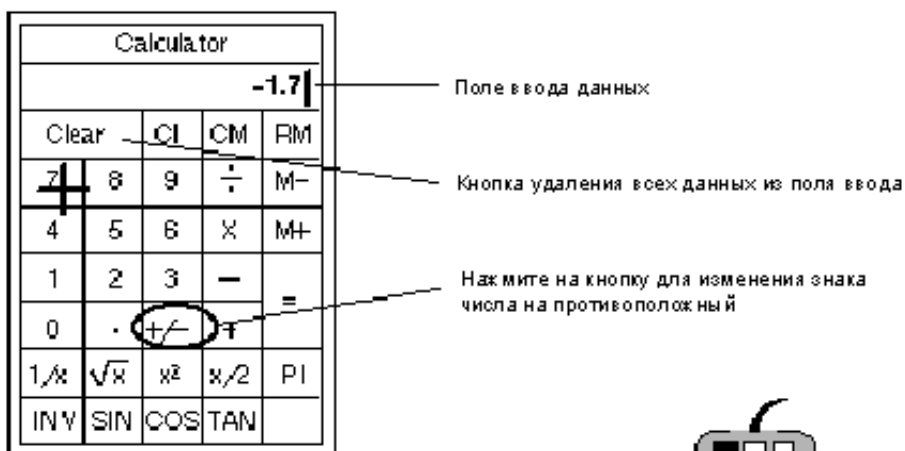 Calculator
-1.7
Поле ввода данных
Clear CI CM RM
Кнопка удаления всех данных из поля ввода
7 8 9 ÷ M−
4 5 6 X M+
1 2 3 − =
Нажмите на кнопку для изменения знака
числа на противоположный
0 . +/− +
1/x √x x² x/2 PI
INV SIN COS TAN